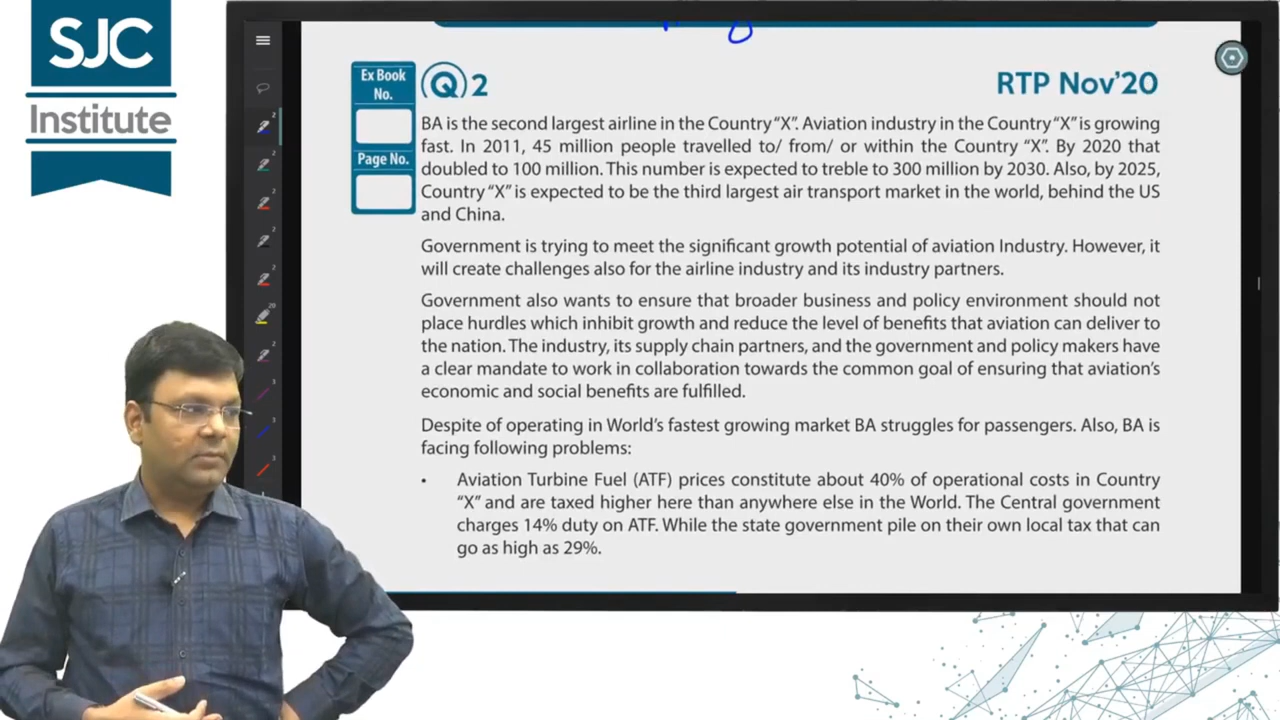 SJC
Institute
Ex Book
No.
Page No.
Q 2
RTP Nov'20
BA is the second largest airline in the Country "X". Aviation industry in the Country "X" is growing
fast. In 2011, 45 million people travelled to/ from/ or within the Country "X". By 2020 that
doubled to 100 million. This number is expected to treble to 300 million by 2030. Also, by 2025,
Country "X" is expected to be the third largest air transport market in the world, behind the US
and China.
Government is trying to meet the significant growth potential of aviation Industry. However, it
will create challenges also for the airline industry and its industry partners.
Government also wants to ensure that broader business and policy environment should not
place hurdles which inhibit growth and reduce the level of benefits that aviation can deliver to
the nation. The industry, its supply chain partners, and the government and policy makers have
a clear mandate to work in collaboration towards the common goal of ensuring that aviation's
economic and social benefits are fulfilled.
Despite of operating in World's fastest growing market BA struggles for passengers. Also, BA is
facing following problems:
• Aviation Turbine Fuel (ATF) prices constitute about 40% of operational costs in Country
"X" and are taxed higher here than anywhere else in the World. The Central government
charges 14% duty on ATF. While the state government pile on their own local tax that can
go as high as 29%.